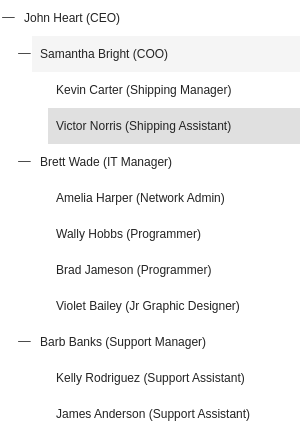 John Heart (CEO)
Samantha Bright (COO)
Kevin Carter (Shipping Manager)
Victor Norris (Shipping Assistant)
Brett Wade (IT Manager)
Amelia Harper (Network Admin)
Wally Hobbs (Programmer)
Brad Jameson (Programmer)
Violet Bailey (Jr Graphic Designer)
Barb Banks (Support Manager)
Kelly Rodriguez (Support Assistant)
James Anderson (Support Assistant)